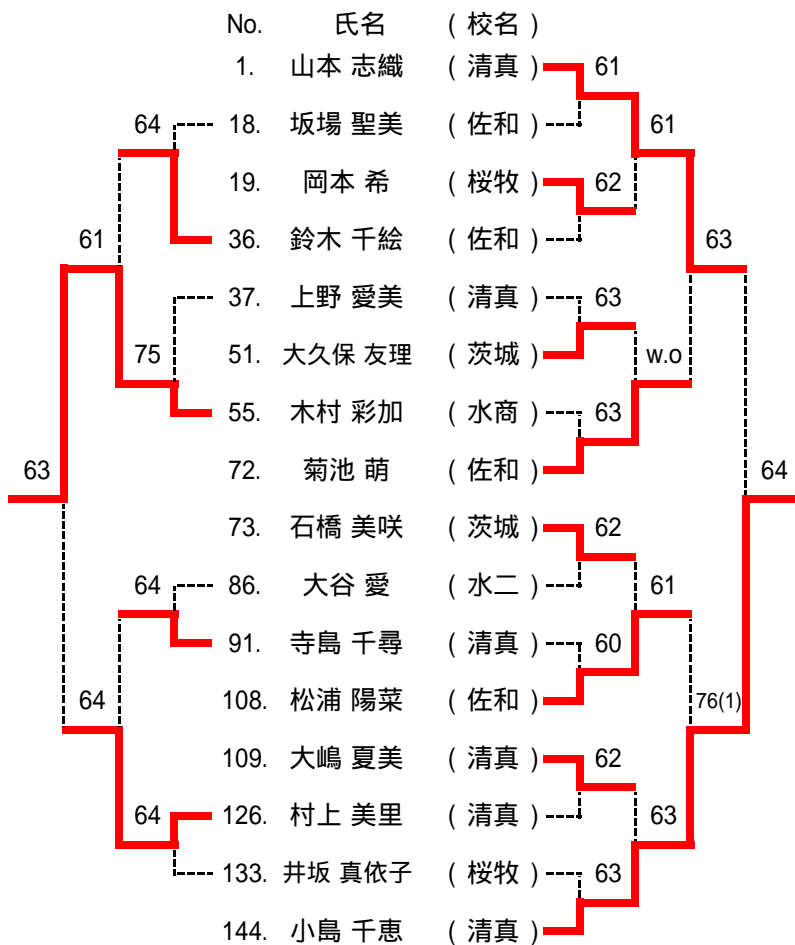 No. 氏名 ( 校名 )
1. 山本 志織 ( 清真 ) 61
64 18. 坂場 聖美 ( 佐和 ) 61
19. 岡本 希 ( 桜牧 ) 62
61 36. 鈴木 千絵 ( 佐和 ) 63
37. 上野 愛美 ( 清真 ) 63
75 51. 大久保 友理 ( 茨城 ) w.o
55. 木村 彩加 ( 水商 ) 63
63 72. 菊池 萌 ( 佐和 ) 64
73. 石橋 美咲 ( 茨城 ) 62
64 86. 大谷 愛 ( 水二 ) 61
91. 寺島 千尋 ( 清真 ) 60
64 108. 松浦 陽菜 ( 佐和 ) 76(1)
109. 大嶋 夏美 ( 清真 ) 62
64 126. 村上 美里 ( 清真 ) 63
133. 井坂 真依子 ( 桜牧 ) 63
144. 小島 千恵 ( 清真 )